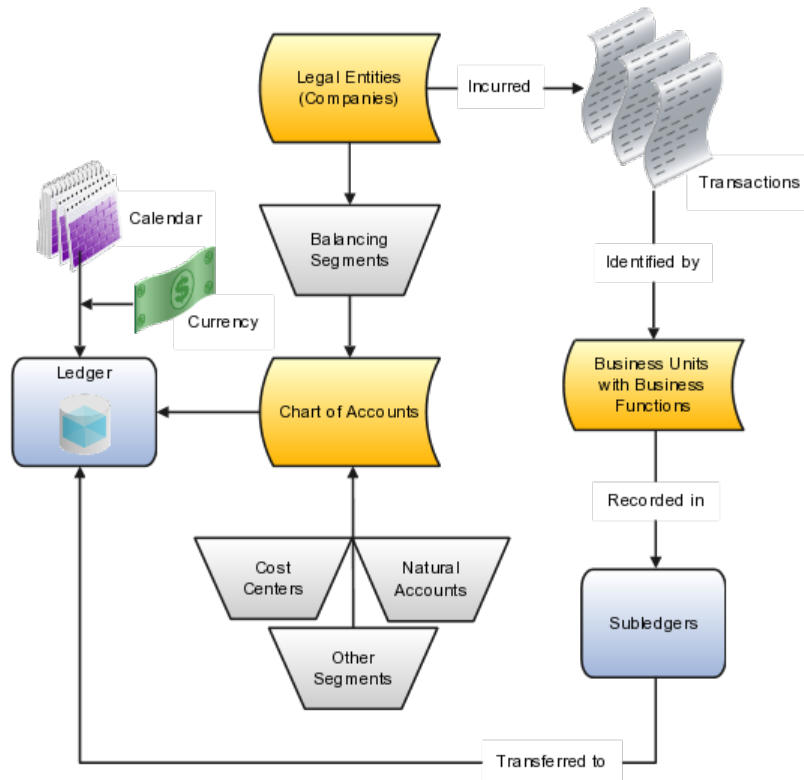 Legal Entities
(Companies)
Incurred
Transactions
Calendar
Balancing
Segments
Identified by
Currency
Ledger
Chart of Accounts
Business Units
with Business
Functions
Recorded in
Cost
Centers
Natural
Accounts
Subledgers
Other
Segments
Transferred to